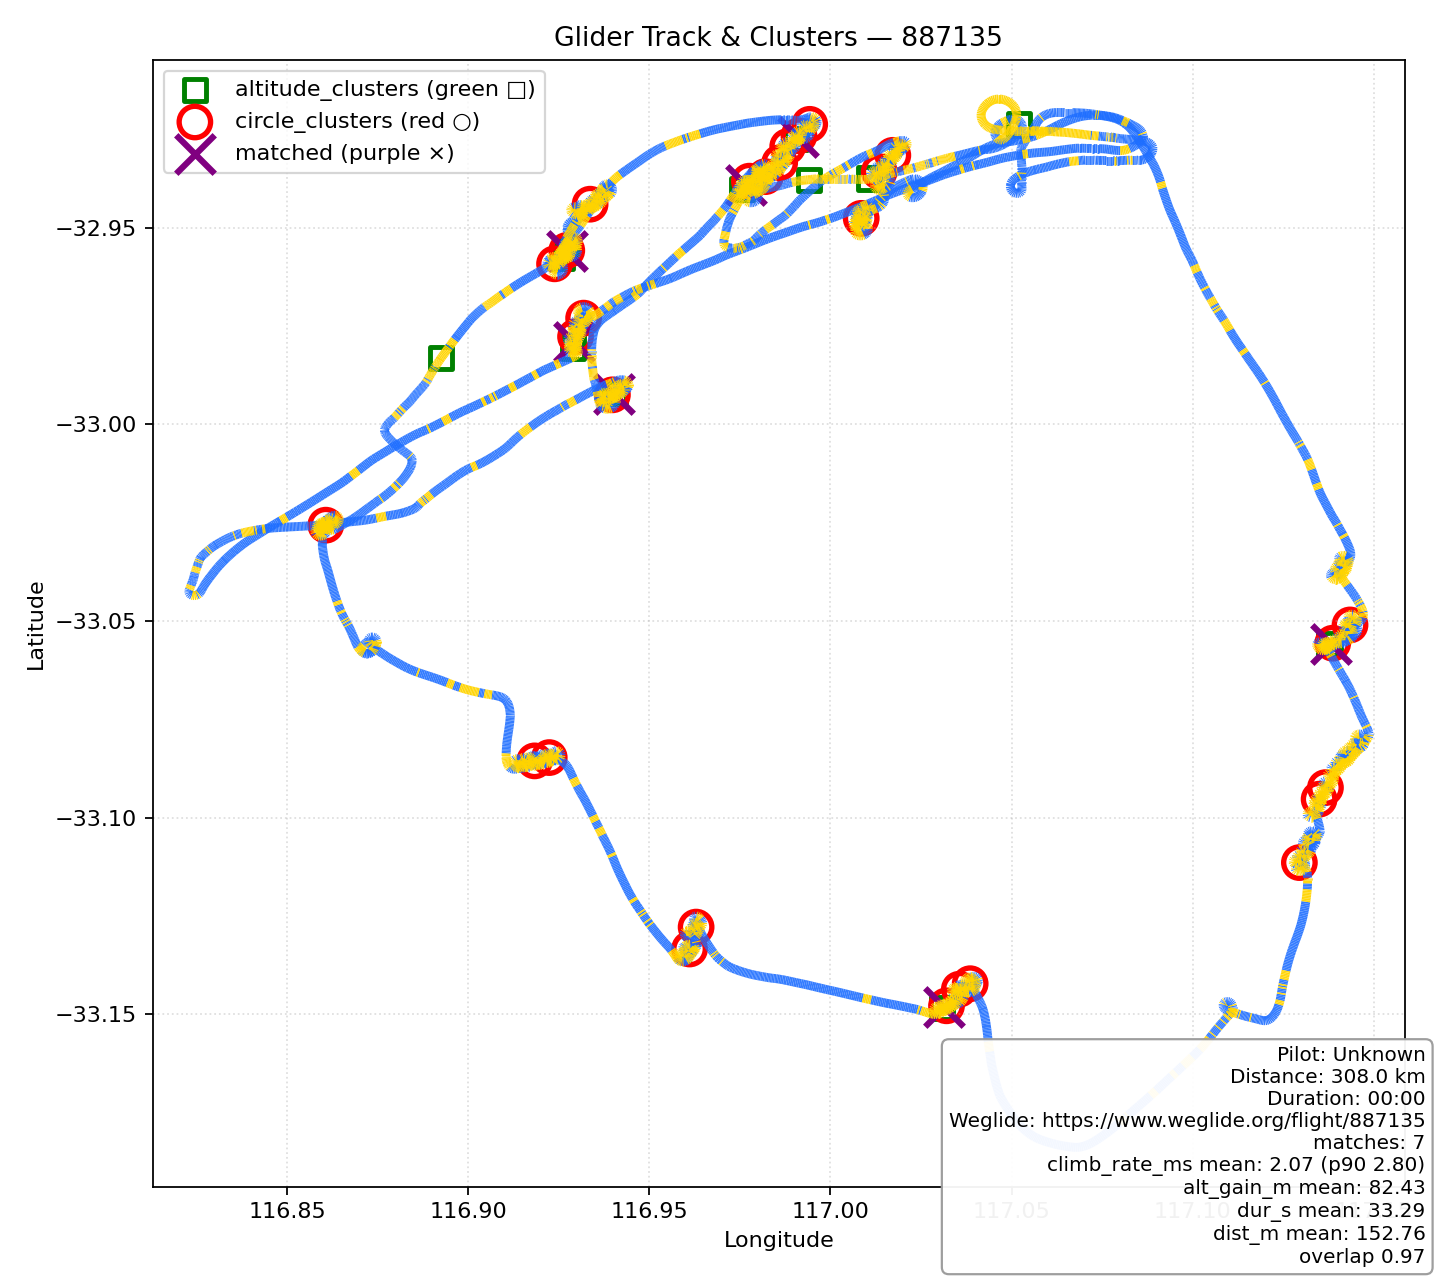 Glider Track & Clusters — 887135
altitude_clusters (green □)
circle_clusters (red ○)
matched (purple ×)
−32.95
−33.00
−33.05
−33.10
−33.15
Latitude
116.85
116.90
116.95
117.00
117.05
117.10
Longitude
Pilot: Unknown
Distance: 308.0 km
Duration: 00:00
Weglide: https://www.weglide.org/flight/887135
matches: 7
climb_rate_ms mean: 2.07 (p90 2.80)
alt_gain_m mean: 82.43
dur_s mean: 33.29
dist_m mean: 152.76
overlap 0.97